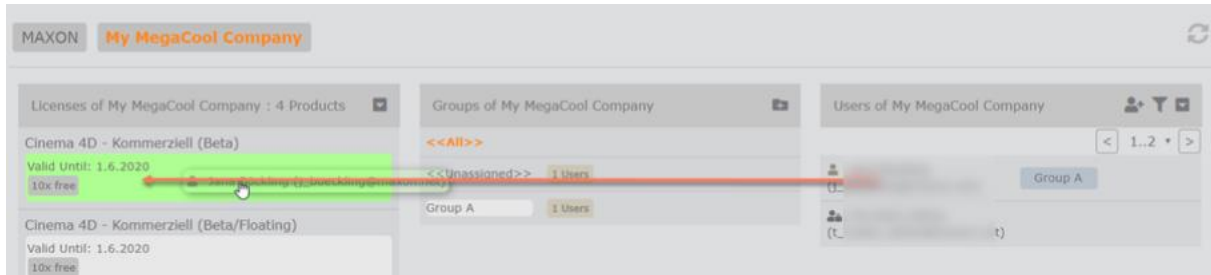 MAXON My MegaCool Company
Licenses of My MegaCool Company : 4 Products
Cinema 4D - Kommerziell (Beta)
Valid Until: 1.6.2020
10x free
Cinema 4D - Kommerziell (Beta/Floating)
Valid Until: 1.6.2020
10x free
Groups of My MegaCool Company
<<All>>
<<Unassigned>> 1 Users
Group A 1 Users
Users of My MegaCool Company
< 1..2 >
Group A
(t_
(t_ t)